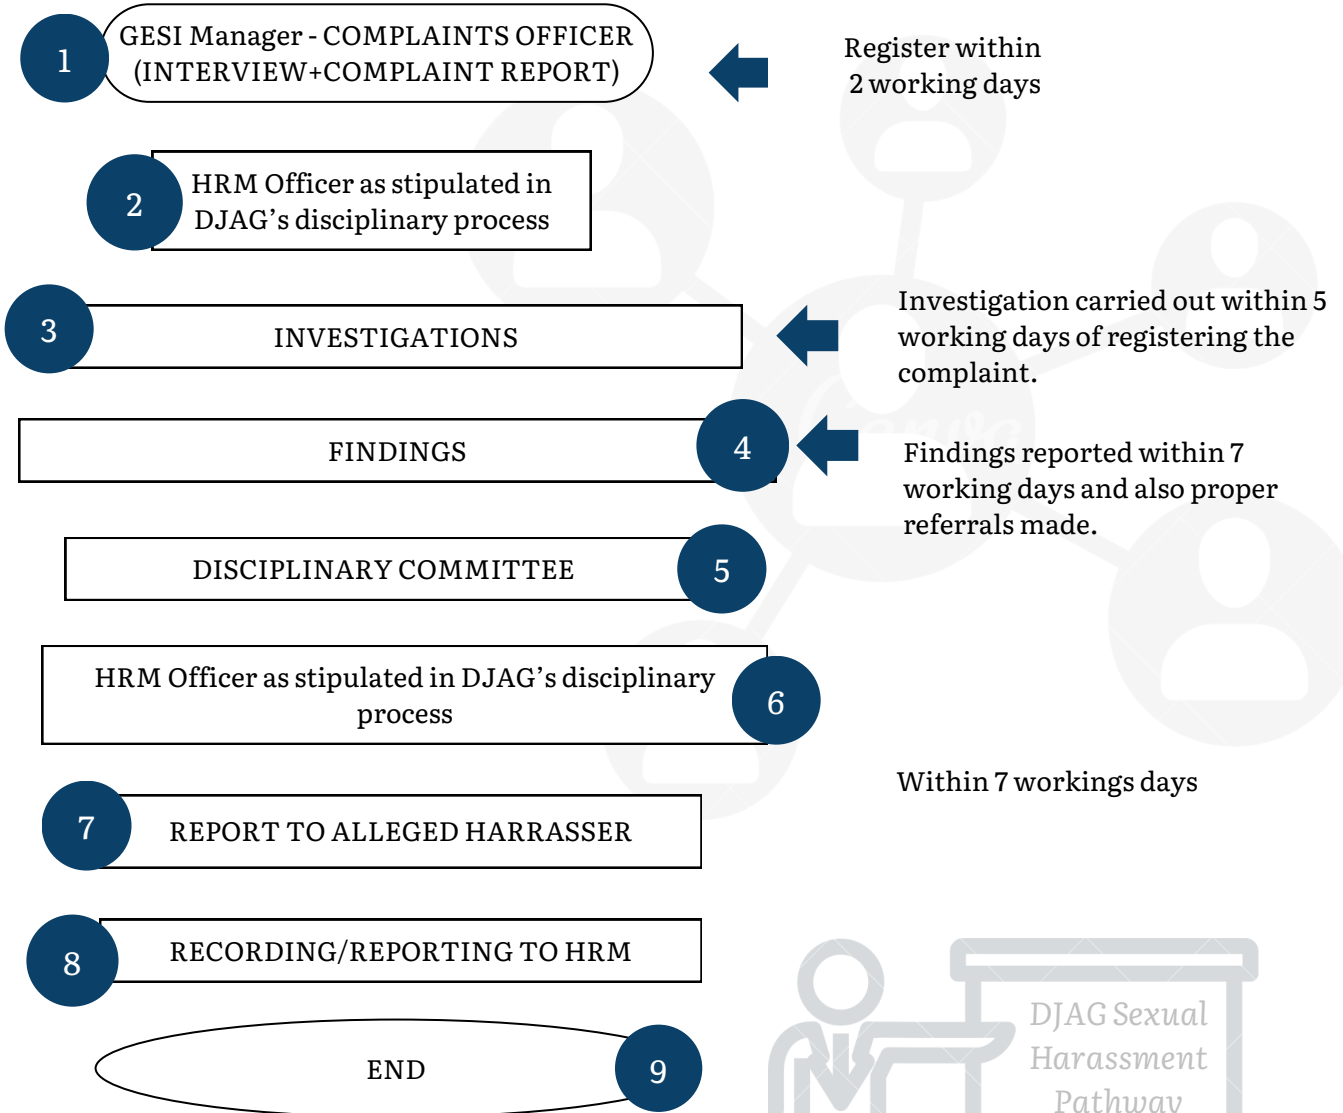 1
GESI Manager - COMPLAINTS OFFICER
(INTERVIEW+COMPLAINT REPORT)
Register within
2 working days
2
HRM Officer as stipulated in
DJAG's disciplinary process
3
INVESTIGATIONS
Investigation carried out within 5
working days of registering the
complaint.
FINDINGS
4
Findings reported within 7
working days and also proper
referrals made.
DISCIPLINARY COMMITTEE
5
HRM Officer as stipulated in DJAG's disciplinary
process
6
Within 7 workings days
7
REPORT TO ALLEGED HARRASSER
8
RECORDING/REPORTING TO HRM
END
9
DJAG Sexual
Harassment
Pathway
Canva